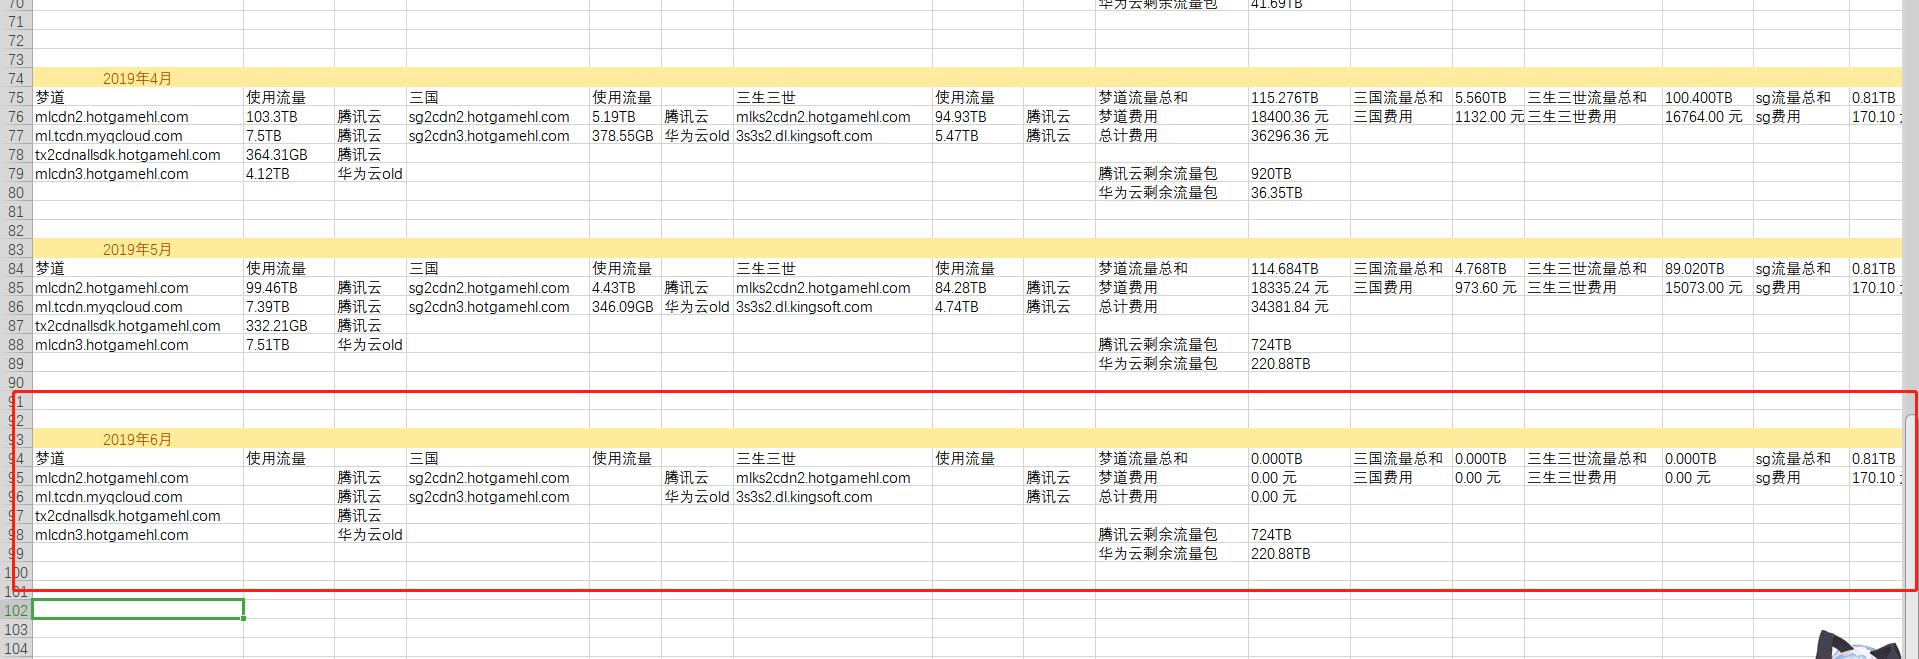 70 华为云剩余流量包 41.69TB
71
72
73
74 2019年4月
75 梦道 使用流量 三国 使用流量 三生三世 使用流量 梦道流量总和 115.276TB 三国流量总和 5.560TB 三生三世流量总和 100.400TB sg流量总和 0.81TB
76 mlcdn2.hotgamehl.com 103.3TB 腾讯云 sg2cdn2.hotgamehl.com 5.19TB 腾讯云 mlks2cdn2.hotgamehl.com 94.93TB 腾讯云 梦道费用 18400.36 元 三国费用 1132.00 元 三生三世费用 16764.00 元 sg费用 170.10
77 ml.tcdn.myqcloud.com 7.5TB 腾讯云 sg2cdn3.hotgamehl.com 378.55GB 华为云old 3s3s2.dl.kingsoft.com 5.47TB 腾讯云 总计费用 36296.36 元
78 tx2cdnallsdk.hotgamehl.com 364.31GB 腾讯云
79 mlcdn3.hotgamehl.com 4.12TB 华为云old 腾讯云剩余流量包 920TB
80 华为云剩余流量包 36.35TB
81
82
83 2019年5月
84 梦道 使用流量 三国 使用流量 三生三世 使用流量 梦道流量总和 114.684TB 三国流量总和 4.768TB 三生三世流量总和 89.020TB sg流量总和 0.81TB
85 mlcdn2.hotgamehl.com 99.46TB 腾讯云 sg2cdn2.hotgamehl.com 4.43TB 腾讯云 mlks2cdn2.hotgamehl.com 84.28TB 腾讯云 梦道费用 18335.24 元 三国费用 973.60 元 三生三世费用 15073.00 元 sg费用 170.10
86 ml.tcdn.myqcloud.com 7.39TB 腾讯云 sg2cdn3.hotgamehl.com 346.09GB 华为云old 3s3s2.dl.kingsoft.com 4.74TB 腾讯云 总计费用 34381.84 元
87 tx2cdnallsdk.hotgamehl.com 332.21GB 腾讯云
88 mlcdn3.hotgamehl.com 7.51TB 华为云old 腾讯云剩余流量包 724TB
89 华为云剩余流量包 220.88TB
90
91
92
93 2019年6月
94 梦道 使用流量 三国 使用流量 三生三世 使用流量 梦道流量总和 0.000TB 三国流量总和 0.000TB 三生三世流量总和 0.000TB sg流量总和 0.81TB
95 mlcdn2.hotgamehl.com 腾讯云 sg2cdn2.hotgamehl.com 腾讯云 mlks2cdn2.hotgamehl.com 腾讯云 梦道费用 0.00 元 三国费用 0.00 元 三生三世费用 0.00 元 sg费用 170.10
96 ml.tcdn.myqcloud.com 腾讯云 sg2cdn3.hotgamehl.com 华为云old 3s3s2.dl.kingsoft.com 腾讯云 总计费用 0.00 元
97 tx2cdnallsdk.hotgamehl.com 腾讯云
98 mlcdn3.hotgamehl.com 华为云old 腾讯云剩余流量包 724TB
99 华为云剩余流量包 220.88TB
100
101
102
103
104